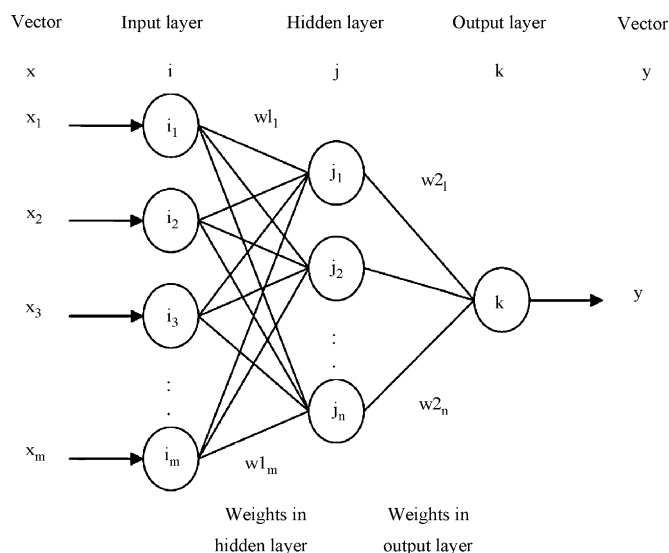 Vector Input layer Hidden layer Output layer Vector
x i j k y
x₁ i₁ wl₁
j₁ w2₁
x₂ i₂
j₂
x₃ i₃ k y
: :
. .
jₙ w2ₙ
xₘ iₘ w1ₘ
Weights in Weights in
hidden layer output layer